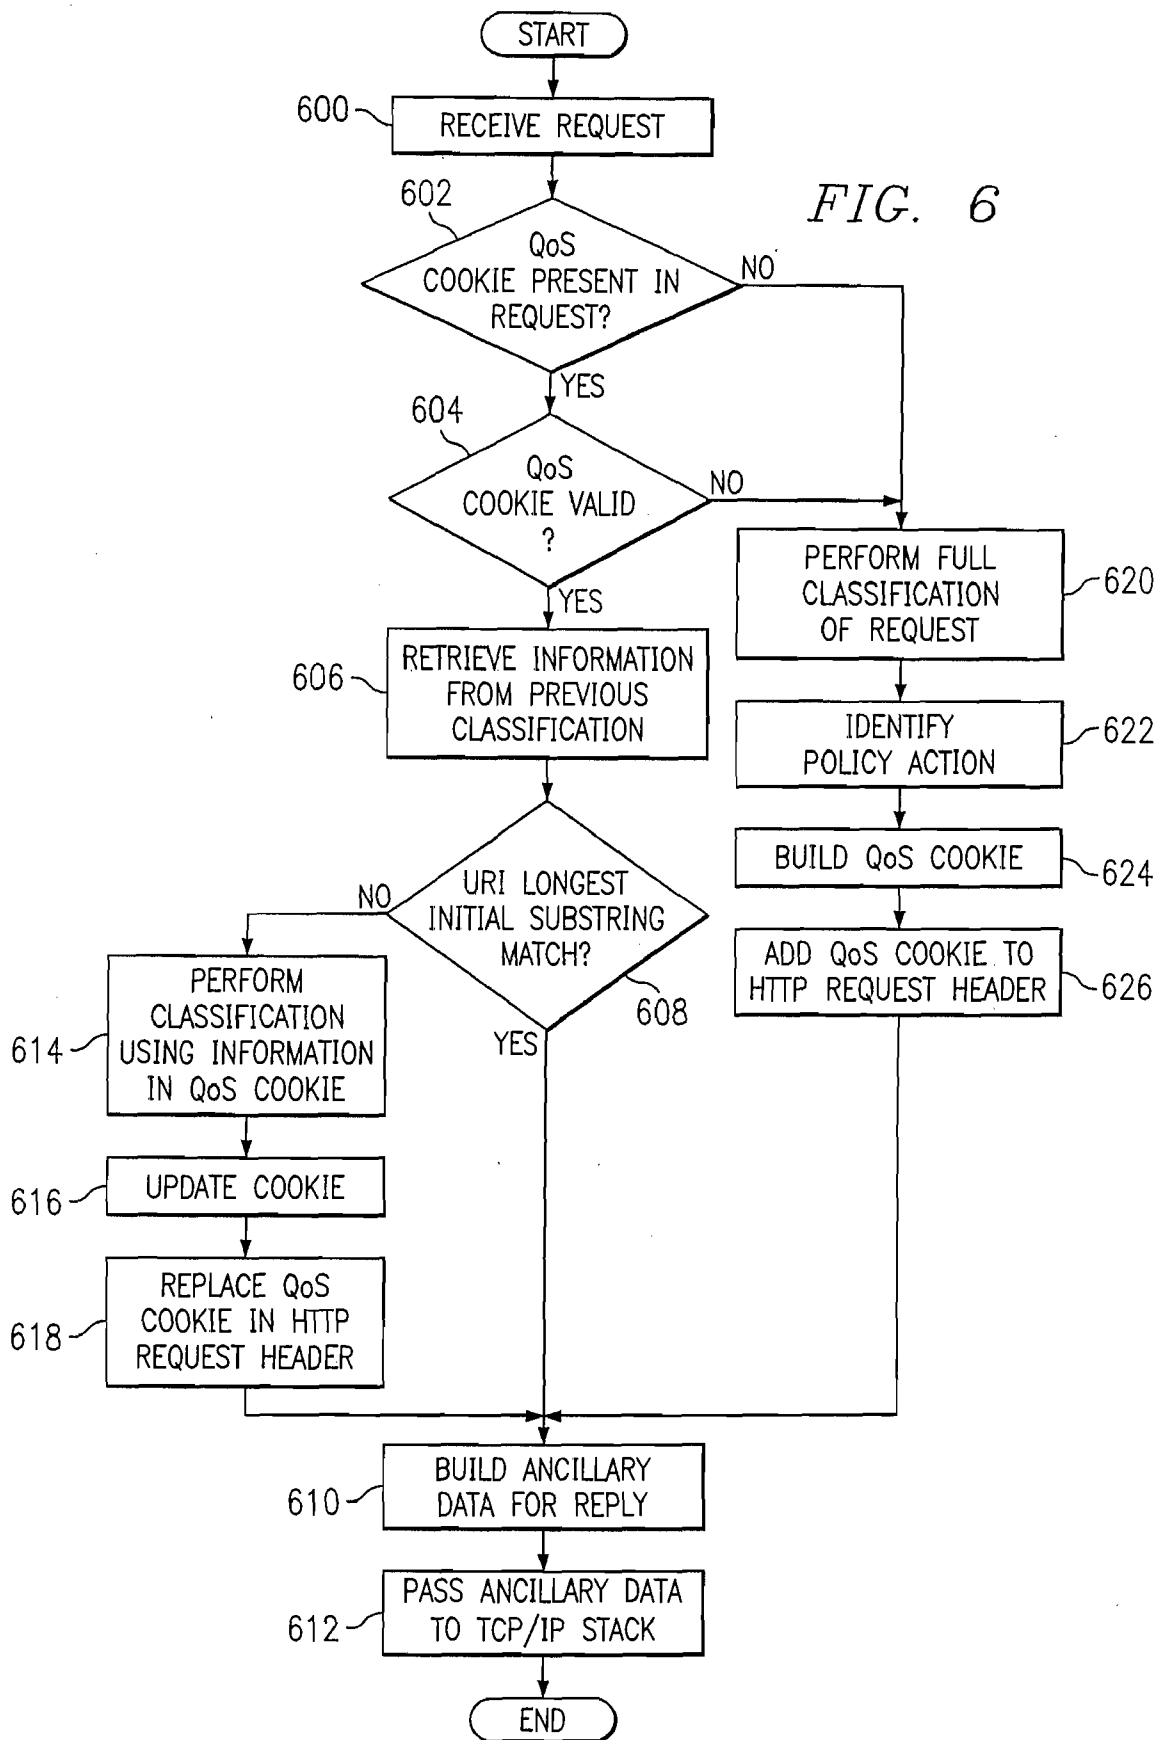 START
600
RECEIVE REQUEST
FIG. 6
602
QoS
COOKIE PRESENT IN
REQUEST?
NO
YES
604
QoS
COOKIE VALID
?
NO
YES
PERFORM FULL
CLASSIFICATION
OF REQUEST
620
606
RETRIEVE INFORMATION
FROM PREVIOUS
CLASSIFICATION
IDENTIFY
POLICY ACTION
622
BUILD QoS COOKIE
624
URI LONGEST
INITIAL SUBSTRING
MATCH?
NO
608
YES
ADD QoS COOKIE TO
HTTP REQUEST HEADER
626
614
PERFORM
CLASSIFICATION
USING INFORMATION
IN QoS COOKIE
616
UPDATE COOKIE
618
REPLACE QoS
COOKIE IN HTTP
REQUEST HEADER
610
BUILD ANCILLARY
DATA FOR REPLY
612
PASS ANCILLARY DATA
TO TCP/IP STACK
END